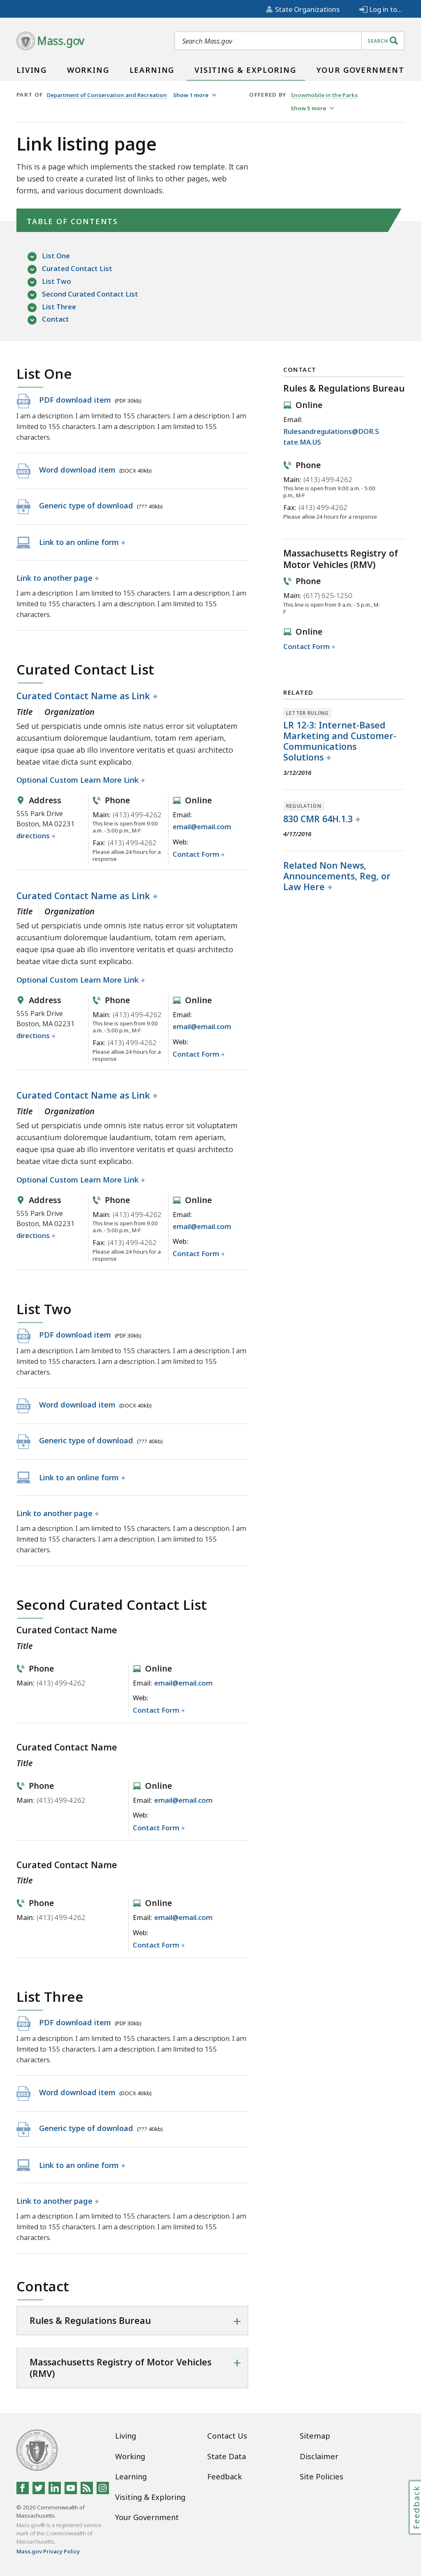 State Organizations
Log in to...
Mass.gov
Search Mass.gov
SEARCH
LIVING
WORKING
LEARNING
VISITING & EXPLORING
YOUR GOVERNMENT
PART OF Department of Conservation and Recreation Show 1 more
OFFERED BY Snowmobile in the Parks
Show 5 more
Link listing page
This is a page which implements the stacked row template. It can
be used to create a curated list of links to other pages, web
forms, and various document downloads.
TABLE OF CONTENTS
List One
Curated Contact List
List Two
Second Curated Contact List
List Three
Contact
List One
PDF download item (PDF 30kb)
I am a description. I am limited to 155 characters. I am a description. I am
limited to 155 characters. I am a description. I am limited to 155
characters.
Word download item (DOCX 40kb)
Generic type of download (??? 40kb)
Link to an online form
Link to another page
I am a description. I am limited to 155 characters. I am a description. I am
limited to 155 characters. I am a description. I am limited to 155
characters.
CONTACT
Rules & Regulations Bureau
Online
Email:
Rulesandregulations@DOR.S
tate.MA.US
Phone
Main: (413) 499-4262
This line is open from 9:00 a.m. - 5:00
p.m., M-F
Fax: (413) 499-4262
Please allow 24 hours for a response
Massachusetts Registry of
Motor Vehicles (RMV)
Phone
Main: (617) 625-1250
This line is open from 9 a.m. - 5 p.m., M-
F
Online
Contact Form
RELATED
LETTER RULING
LR 12-3: Internet-Based
Marketing and Customer-
Communications
Solutions
3/12/2016
REGULATION
830 CMR 64H.1.3
4/17/2016
Related Non News,
Announcements, Reg, or
Law Here
Curated Contact List
Curated Contact Name as Link
Title Organization
Sed ut perspiciatis unde omnis iste natus error sit voluptatem
accusantium doloremque laudantium, totam rem aperiam,
eaque ipsa quae ab illo inventore veritatis et quasi architecto
beatae vitae dicta sunt explicabo.
Optional Custom Learn More Link
Address
555 Park Drive
Boston, MA 02231
directions
Phone
Main: (413) 499-4262
This line is open from 9:00
a.m. - 5:00 p.m., M-F
Fax: (413) 499-4262
Please allow 24 hours for a
response
Online
Email:
email@email.com
Web:
Contact Form
Curated Contact Name as Link
Title Organization
Sed ut perspiciatis unde omnis iste natus error sit voluptatem
accusantium doloremque laudantium, totam rem aperiam,
eaque ipsa quae ab illo inventore veritatis et quasi architecto
beatae vitae dicta sunt explicabo.
Optional Custom Learn More Link
Address
555 Park Drive
Boston, MA 02231
directions
Phone
Main: (413) 499-4262
This line is open from 9:00
a.m. - 5:00 p.m., M-F
Fax: (413) 499-4262
Please allow 24 hours for a
response
Online
Email:
email@email.com
Web:
Contact Form
Curated Contact Name as Link
Title Organization
Sed ut perspiciatis unde omnis iste natus error sit voluptatem
accusantium doloremque laudantium, totam rem aperiam,
eaque ipsa quae ab illo inventore veritatis et quasi architecto
beatae vitae dicta sunt explicabo.
Optional Custom Learn More Link
Address
555 Park Drive
Boston, MA 02231
directions
Phone
Main: (413) 499-4262
This line is open from 9:00
a.m. - 5:00 p.m., M-F
Fax: (413) 499-4262
Please allow 24 hours for a
response
Online
Email:
email@email.com
Web:
Contact Form
List Two
PDF download item (PDF 30kb)
I am a description. I am limited to 155 characters. I am a description. I am
limited to 155 characters. I am a description. I am limited to 155
characters.
Word download item (DOCX 40kb)
Generic type of download (??? 40kb)
Link to an online form
Link to another page
I am a description. I am limited to 155 characters. I am a description. I am
limited to 155 characters. I am a description. I am limited to 155
characters.
Second Curated Contact List
Curated Contact Name
Title
Phone
Main: (413) 499-4262
Online
Email: email@email.com
Web:
Contact Form
Curated Contact Name
Title
Phone
Main: (413) 499-4262
Online
Email: email@email.com
Web:
Contact Form
Curated Contact Name
Title
Phone
Main: (413) 499-4262
Online
Email: email@email.com
Web:
Contact Form
List Three
PDF download item (PDF 30kb)
I am a description. I am limited to 155 characters. I am a description. I am
limited to 155 characters. I am a description. I am limited to 155
characters.
Word download item (DOCX 40kb)
Generic type of download (??? 40kb)
Link to an online form
Link to another page
I am a description. I am limited to 155 characters. I am a description. I am
limited to 155 characters. I am a description. I am limited to 155
characters.
Contact
Rules & Regulations Bureau
Massachusetts Registry of Motor Vehicles
(RMV)
© 2020 Commonwealth of
Massachusetts.
Mass.gov® is a registered service
mark of the Commonwealth of
Massachusetts.
Mass.gov Privacy Policy
Living
Working
Learning
Visiting & Exploring
Your Government
Contact Us
State Data
Feedback
Sitemap
Disclaimer
Site Policies
Feedback